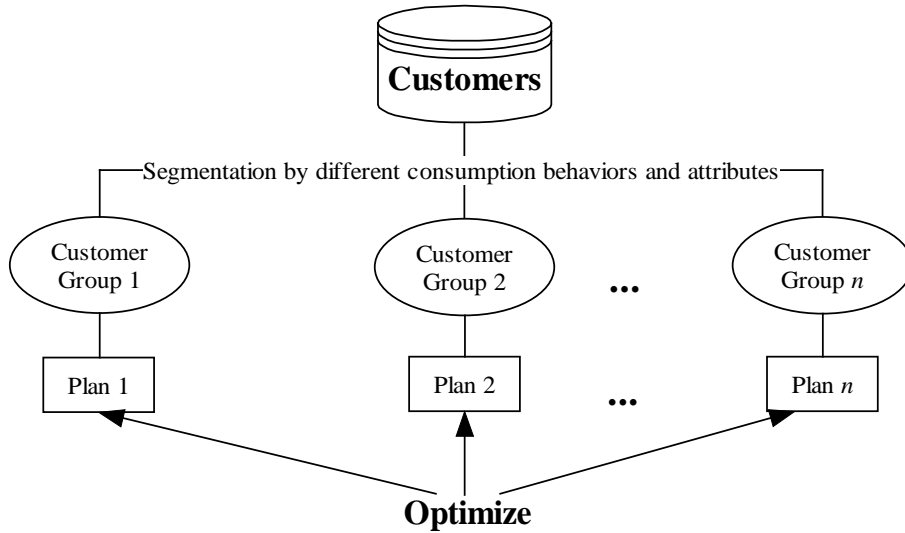 Customers
Segmentation by different consumption behaviors and attributes
Customer
Group 1
Customer
Group 2
...
Customer
Group n
Plan 1
Plan 2
...
Plan n
Optimize